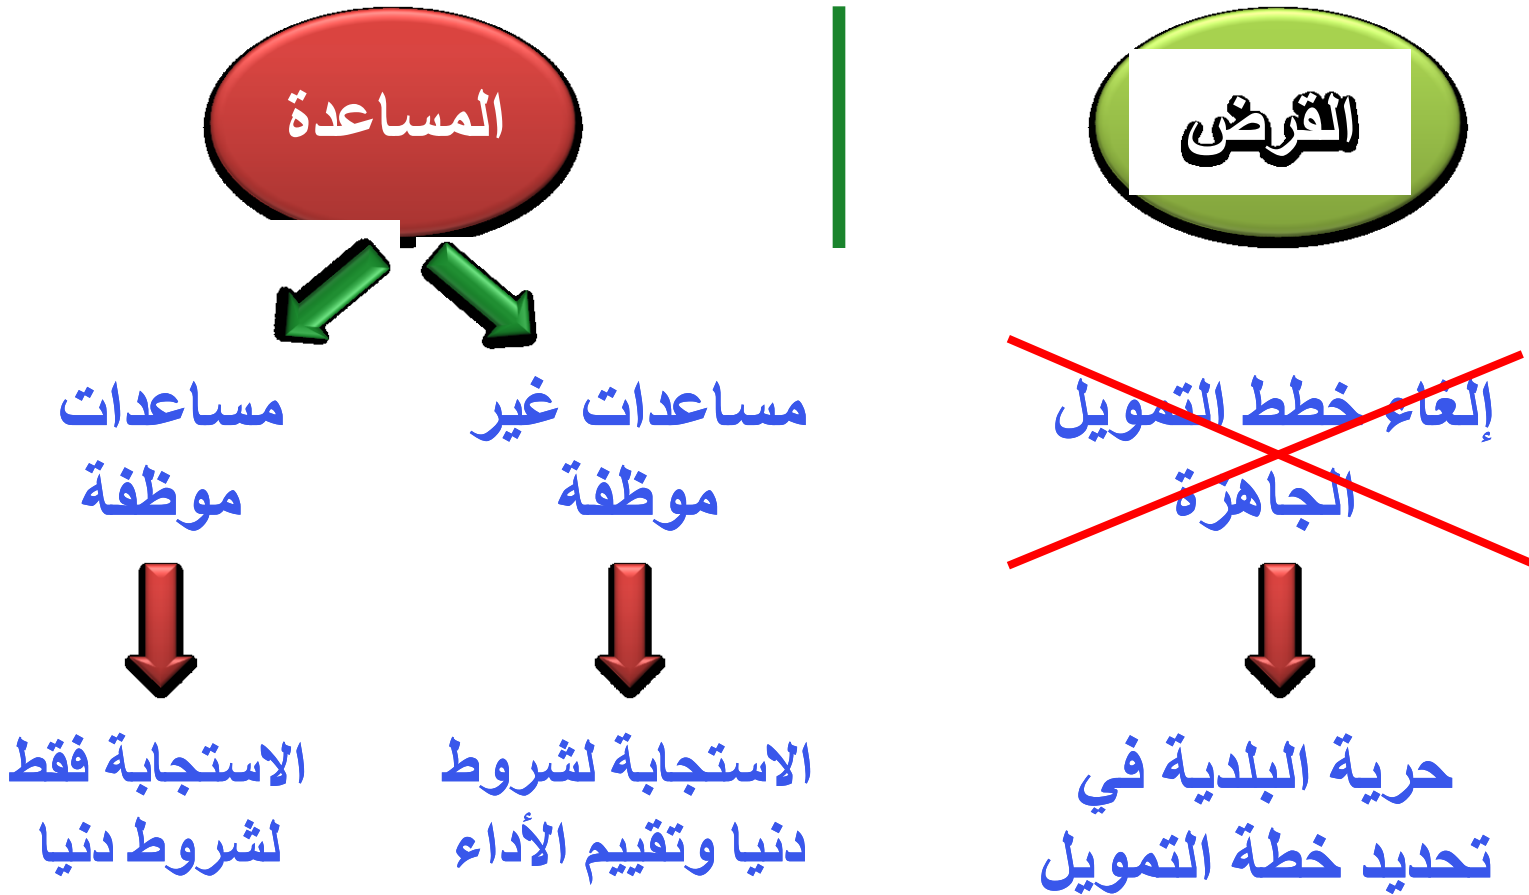 القرض
المساعدة
إلغاء خطط التمويل
الجاهزة
مساعدات غير
موظفة
مساعدات
موظفة
حرية البلدية في
تحديد خطة التمويل
الاستجابة لشروط
دنيا وتقييم الأداء
الاستجابة فقط
لشروط دنيا